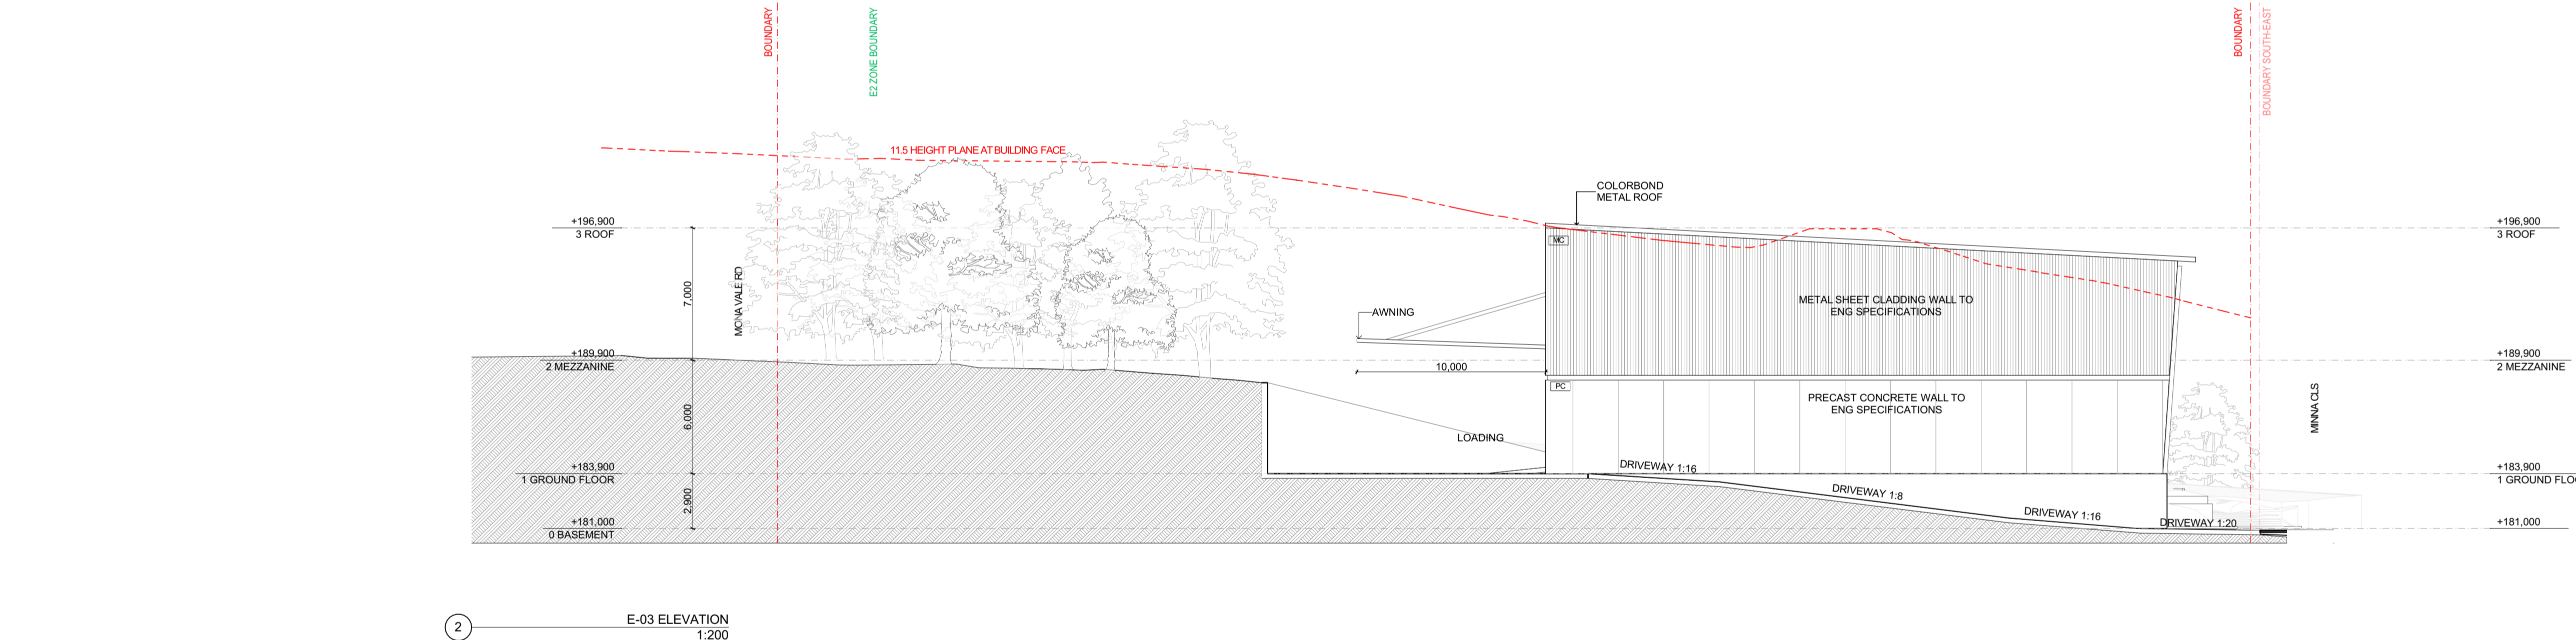 BOUNDARY
E2 ZONE BOUNDARY
BOUNDARY
BOUNDARY SOUTH-EAST
11.5 HEIGHT PLANE AT BUILDING FACE
COLORBOND
METAL ROOF
+196,900
3 ROOF
+196,900
3 ROOF
MC
7,000
MONA VALE RD
METAL SHEET CLADDING WALL TO
ENG SPECIFICATIONS
AWNING
+189,900
2 MEZZANINE
+189,900
2 MEZZANINE
10,000
PC
PRECAST CONCRETE WALL TO
ENG SPECIFICATIONS
6,000
MINNA CLS
LOADING
+183,900
1 GROUND FLOOR
DRIVEWAY 1:16
+183,900
1 GROUND FLOO
2,900
DRIVEWAY 1:8
DRIVEWAY 1:16
DRIVEWAY 1:20
+181,000
0 BASEMENT
+181,000
2
E-03 ELEVATION
1:200